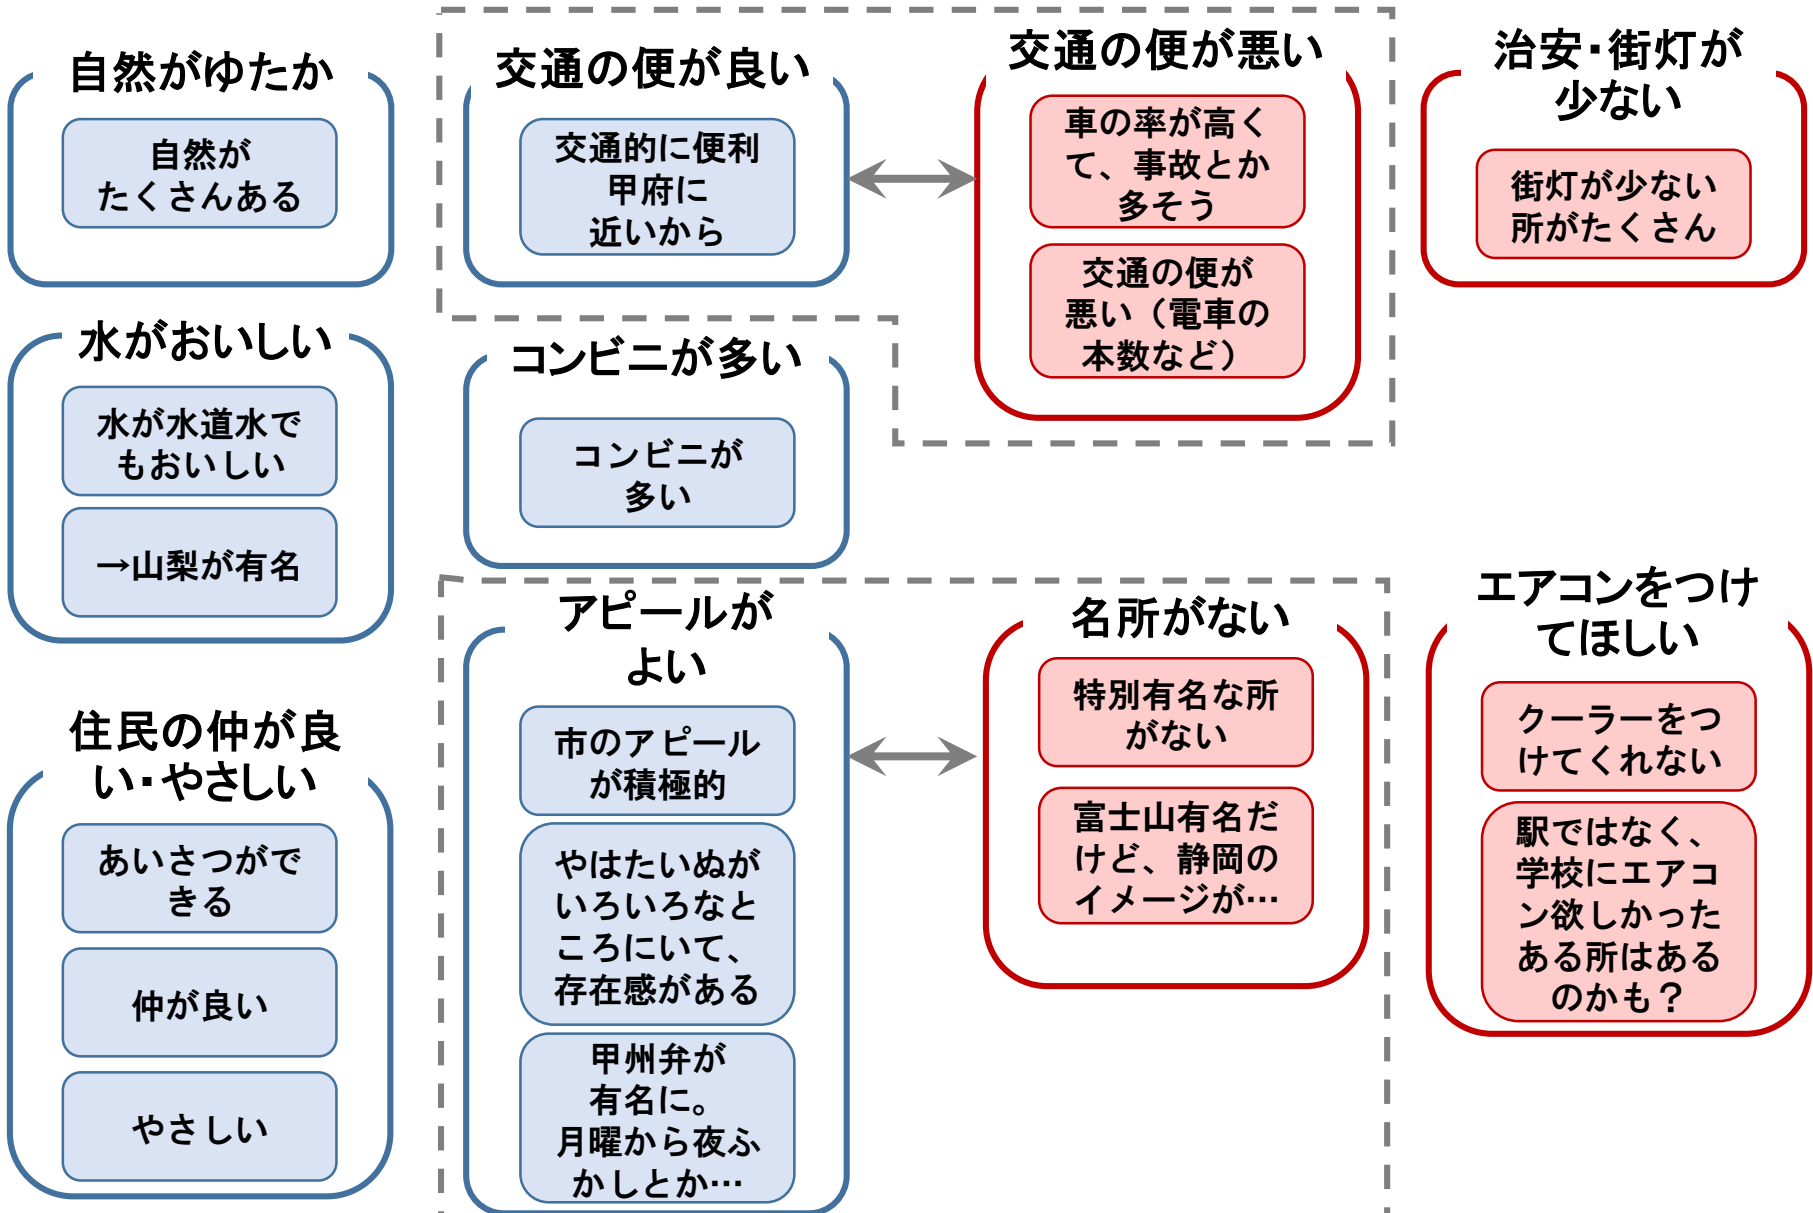 自然がゆたか
自然が
たくさんある
水がおいしい
水が水道水で
もおいしい
→山梨が有名
住民の仲が良
い・やさしい
あいさつがで
きる
仲が良い
やさしい
交通の便が良い
交通的に便利
甲府に
近いから
コンビニが多い
コンビニが
多い
アピールが
よい
市のアピール
が積極的
やはたいぬが
いろいろなと
ころにいて、
存在感がある
甲州弁が
有名に。
月曜から夜ふ
かしとか…
交通の便が悪い
車の率が高く
て、事故とか
多そう
交通の便が
悪い（電車の
本数など）
名所がない
特別有名な所
がない
富士山有名だ
けど、静岡の
イメージが…
治安・街灯が
少ない
街灯が少ない
所がたくさん
エアコンをつけ
てほしい
クーラーをつ
けてくれない
駅ではなく、
学校にエアコ
ン欲しかった
ある所はある
のかも？